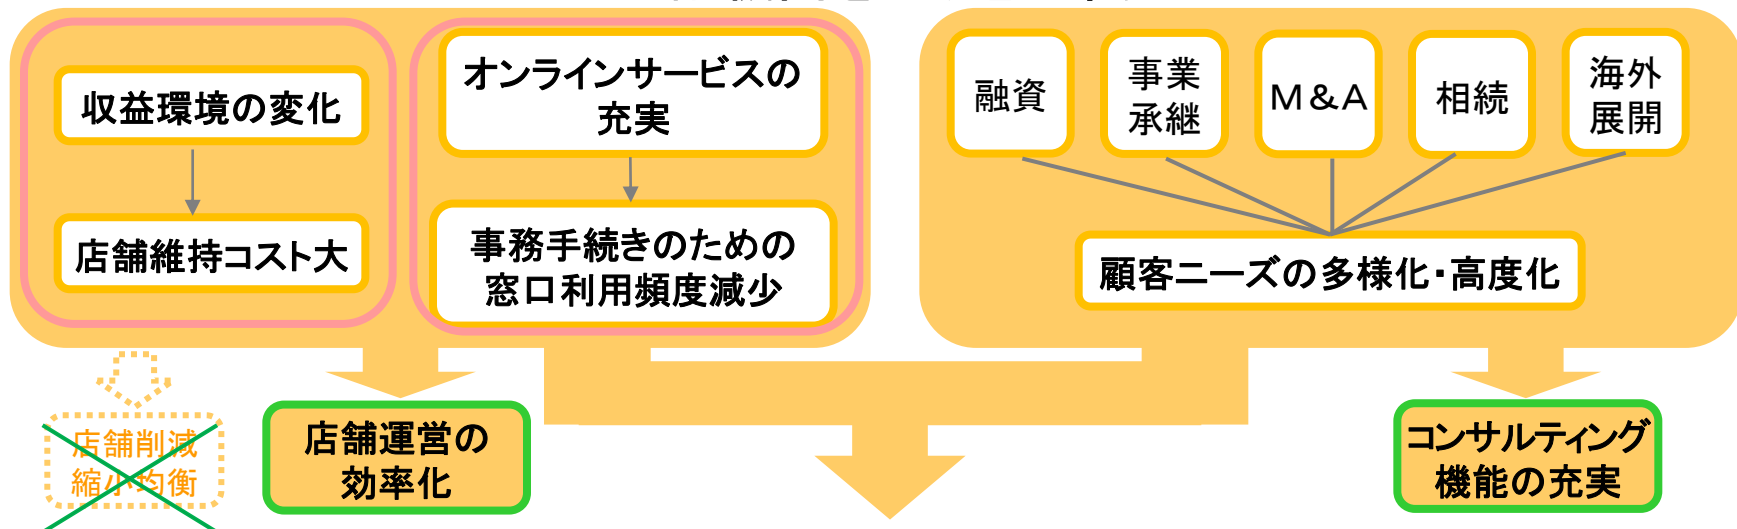 収益環境の変化
店舗維持コスト大
オンラインサービスの
充実
事務手続きのための
窓口利用頻度減少
融資
事業
承継
M&A
相続
海外
展開
顧客ニーズの多様化・高度化
店舗削減
縮小均衡
店舗運営の
効率化
コンサルティング
機能の充実